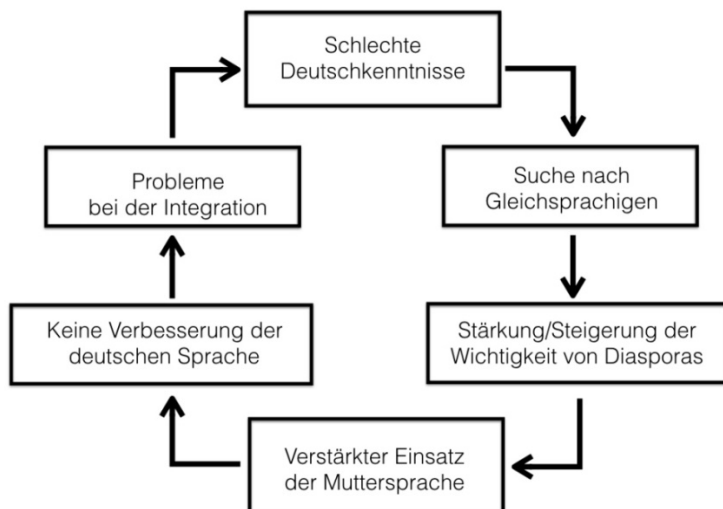 Schlechte
Deutschkenntnisse
Suche nach
Gleichsprachigen
Stärkung/Steigerung der
Wichtigkeit von Diasporas
Verstärkter Einsatz
der Muttersprache
Keine Verbesserung der
deutschen Sprache
Probleme
bei der Integration